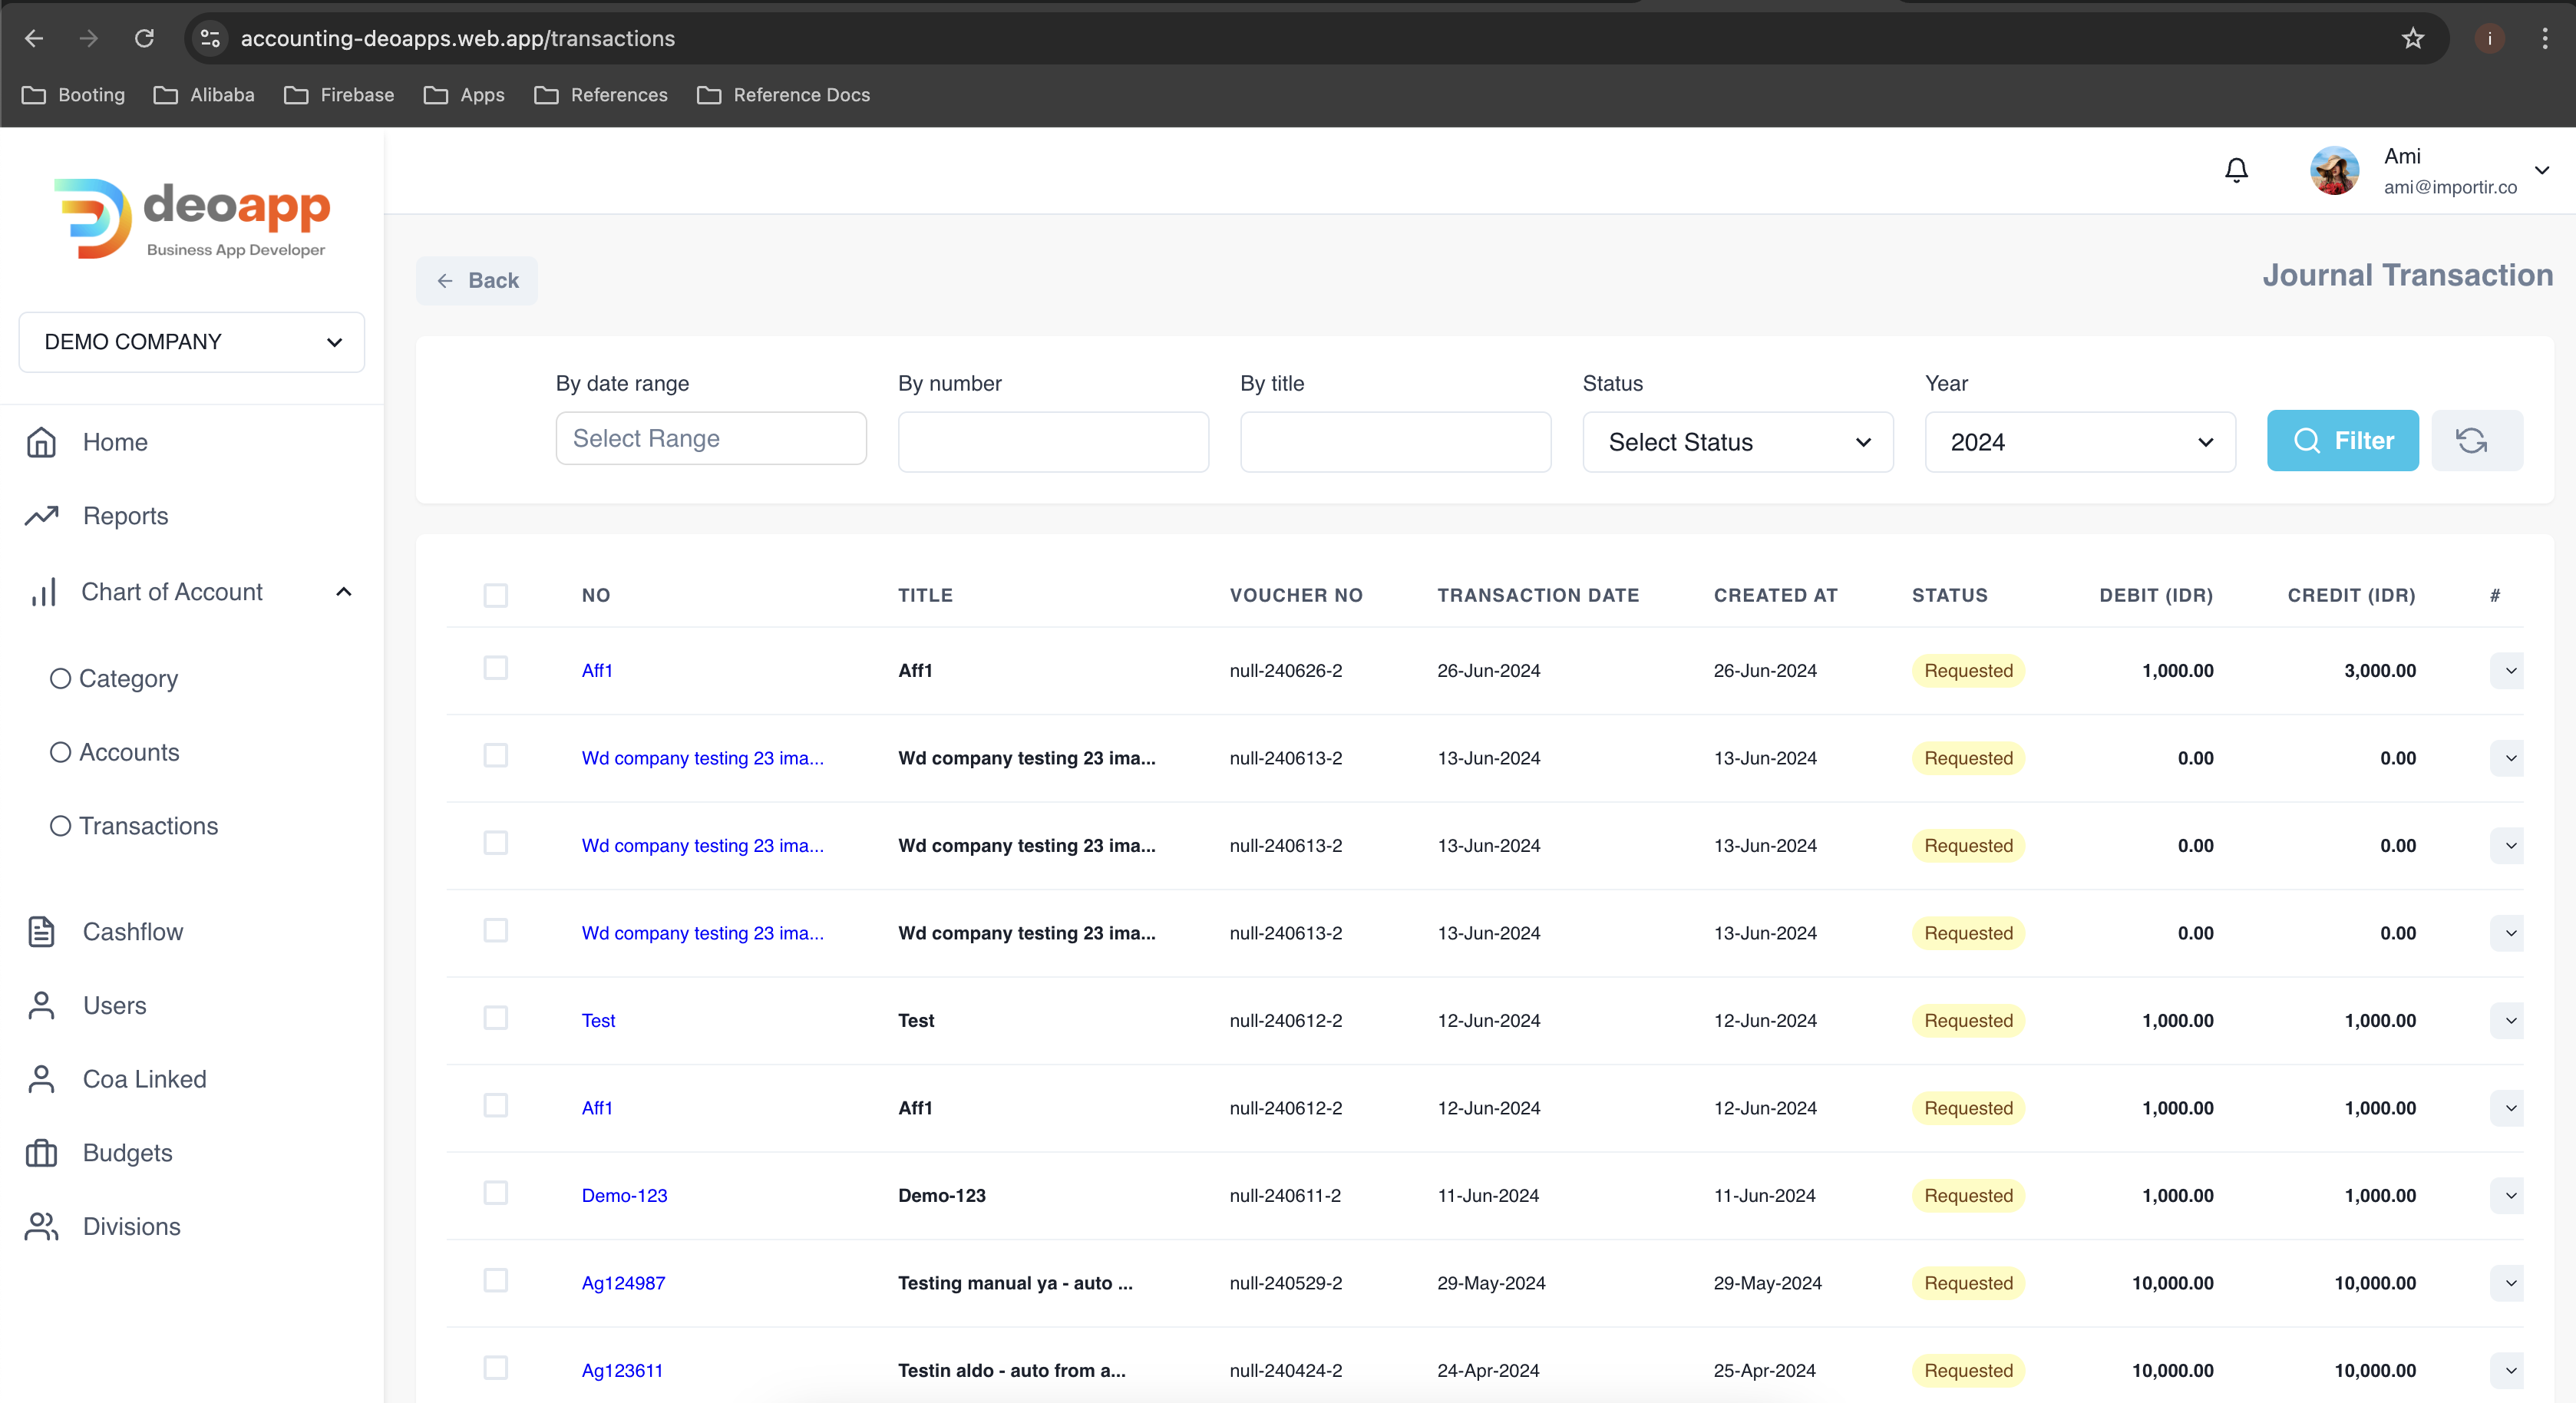 accounting-deoapps.web.app/transactions
i
Booting Alibaba Firebase Apps References Reference Docs
deoapp
Business App Developer
Ami
ami@importir.co
DEMO COMPANY
Home
Reports
Chart of Account
Category
Accounts
Transactions
Cashflow
Users
Coa Linked
Budgets
Divisions
Back
Journal Transaction
By date range By number By title Status Year
Select Range Select Status 2024 Filter
NO TITLE VOUCHER NO TRANSACTION DATE CREATED AT STATUS DEBIT (IDR) CREDIT (IDR) #
Aff1 Aff1 null-240626-2 26-Jun-2024 26-Jun-2024 Requested 1,000.00 3,000.00
Wd company testing 23 ima... Wd company testing 23 ima... null-240613-2 13-Jun-2024 13-Jun-2024 Requested 0.00 0.00
Wd company testing 23 ima... Wd company testing 23 ima... null-240613-2 13-Jun-2024 13-Jun-2024 Requested 0.00 0.00
Wd company testing 23 ima... Wd company testing 23 ima... null-240613-2 13-Jun-2024 13-Jun-2024 Requested 0.00 0.00
Test Test null-240612-2 12-Jun-2024 12-Jun-2024 Requested 1,000.00 1,000.00
Aff1 Aff1 null-240612-2 12-Jun-2024 12-Jun-2024 Requested 1,000.00 1,000.00
Demo-123 Demo-123 null-240611-2 11-Jun-2024 11-Jun-2024 Requested 1,000.00 1,000.00
Ag124987 Testing manual ya - auto ... null-240529-2 29-May-2024 29-May-2024 Requested 10,000.00 10,000.00
Ag123611 Testin aldo - auto from a... null-240424-2 24-Apr-2024 25-Apr-2024 Requested 10,000.00 10,000.00